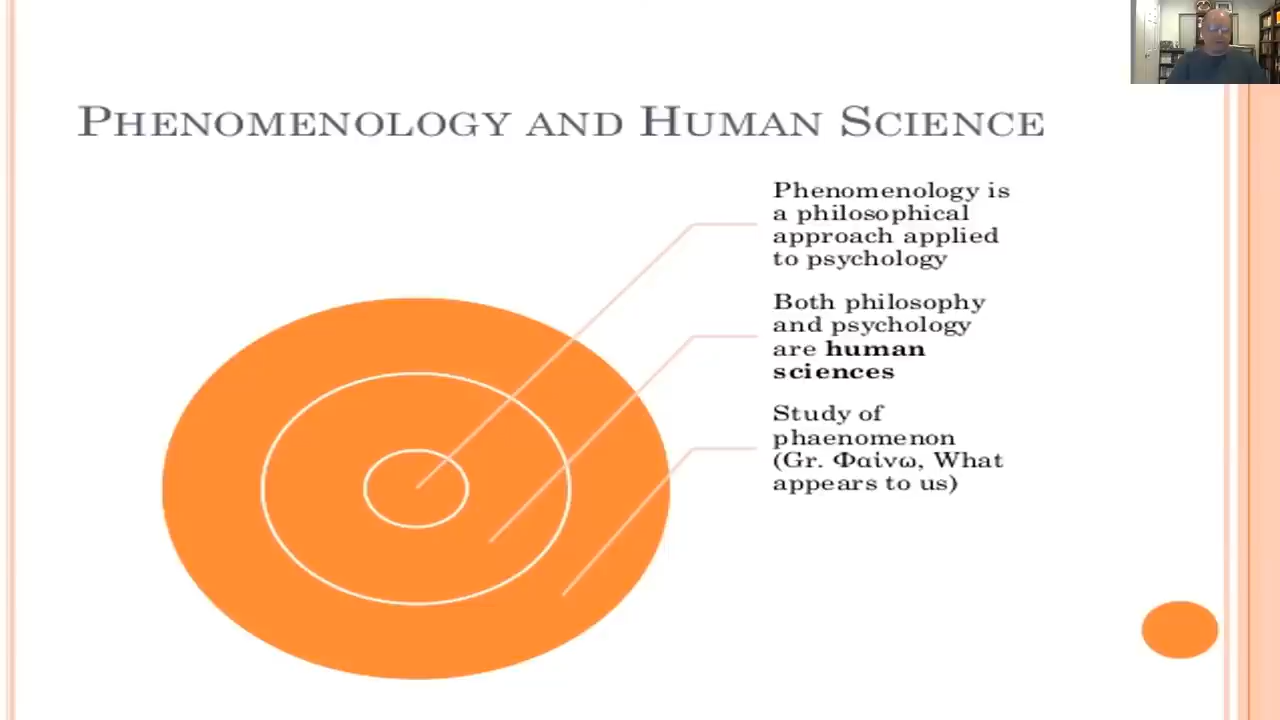 PHENOMENOLOGY AND HUMAN SCIENCE
Phenomenology is
a philosophical
approach applied
to psychology
Both philosophy
and psychology
are human
sciences
Study of
phaenomenon
(Gr. Φαίνω, What
appears to us)